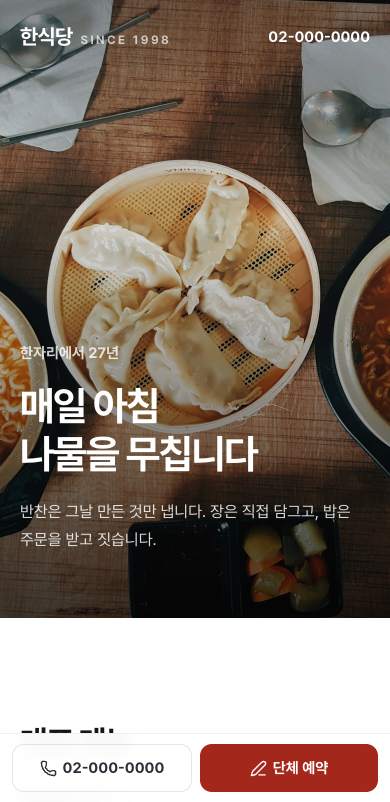 한식당 SINCE 1998 02-000-0000
한자리에서 27년
매일 아침
나물을 무칩니다
반찬은 그날 만든 것만 냅니다. 장은 직접 담그고, 밥은
주문을 받고 짓습니다.
02-000-0000 단체 예약